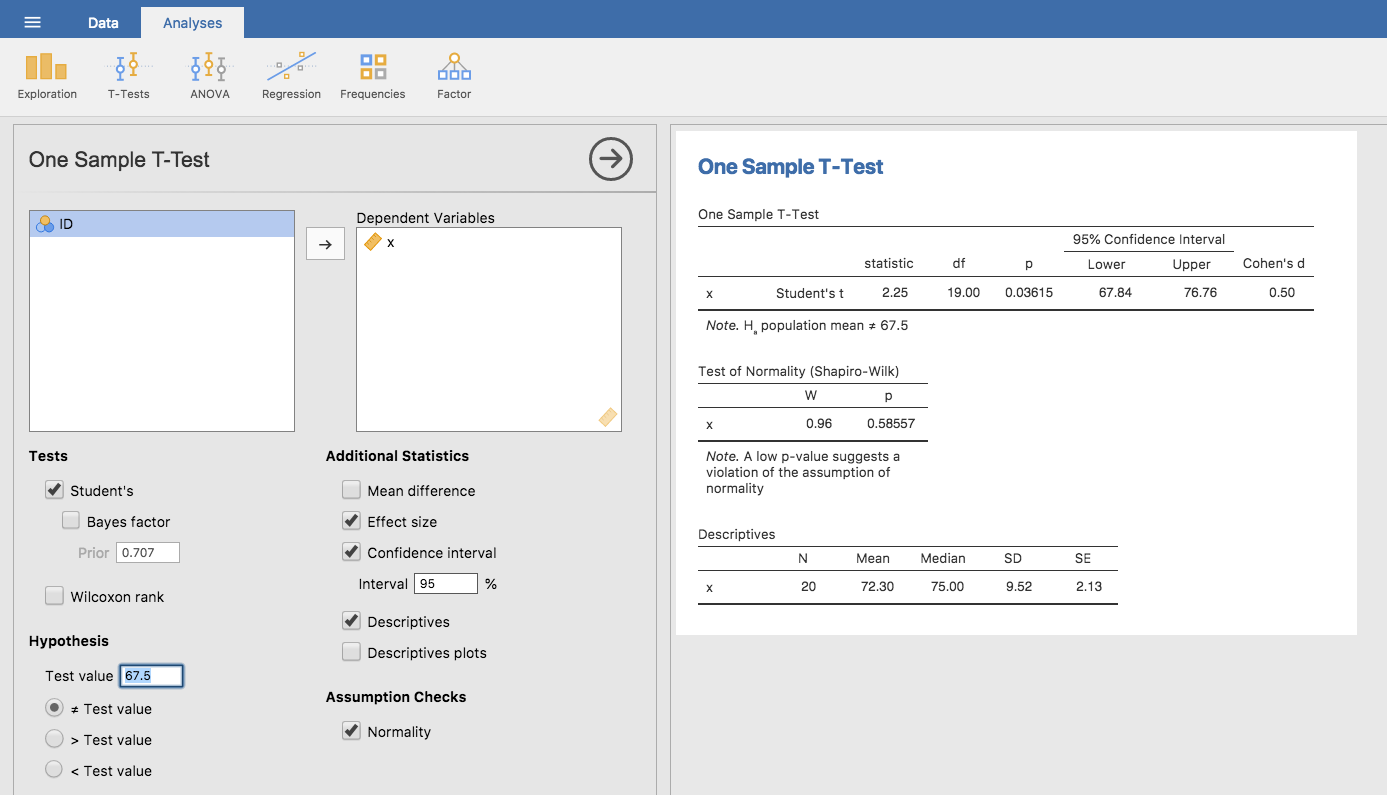 Data Analyses
Exploration T-Tests ANOVA Regression Frequencies Factor
One Sample T-Test
ID
Dependent Variables
x
Tests
Student's
Bayes factor
Prior 0.707
Wilcoxon rank
Hypothesis
Test value 67.5
≠ Test value
> Test value
< Test value
Additional Statistics
Mean difference
Effect size
Confidence interval
Interval 95 %
Descriptives
Descriptives plots
Assumption Checks
Normality
One Sample T-Test
One Sample T-Test
95% Confidence Interval
statistic df p Lower Upper Cohen's d
x Student's t 2.25 19.00 0.03615 67.84 76.76 0.50
Note. Hₐ population mean ≠ 67.5
Test of Normality (Shapiro-Wilk)
W p
x 0.96 0.58557
Note. A low p-value suggests a
violation of the assumption of
normality
Descriptives
N Mean Median SD SE
x 20 72.30 75.00 9.52 2.13